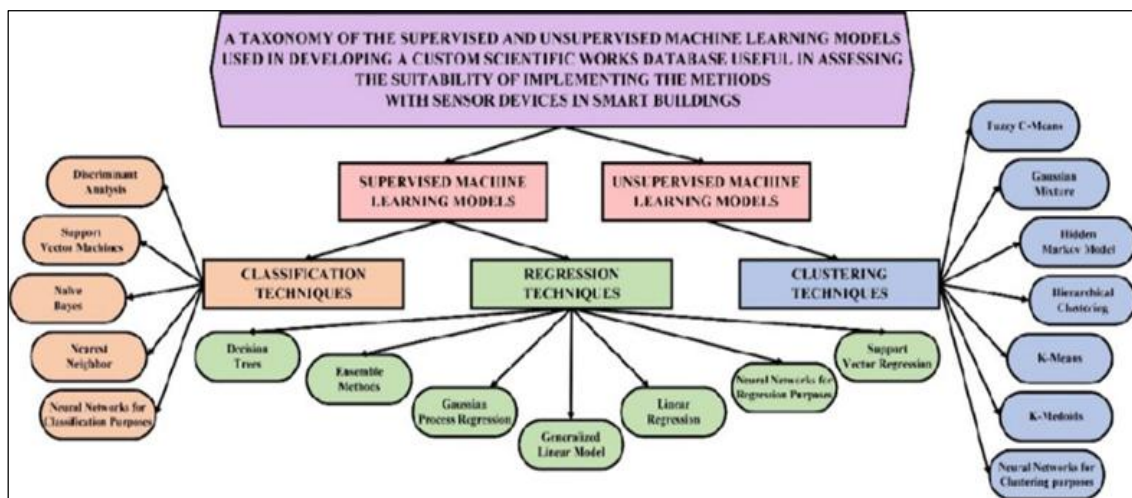 A TAXONOMY OF THE SUPERVISED AND UNSUPERVISED MACHINE LEARNING MODELS
USED IN DEVELOPING A CUSTOM SCIENTIFIC WORKS DATABASE USEFUL IN ASSESSING
THE SUITABILITY OF IMPLEMENTING THE METHODS
WITH SENSOR DEVICES IN SMART BUILDINGS
SUPERVISED MACHINE
LEARNING MODELS
UNSUPERVISED MACHINE
LEARNING MODELS
CLASSIFICATION
TECHNIQUES
REGRESSION
TECHNIQUES
CLUSTERING
TECHNIQUES
Discriminant
Analysis
Support
Vector Machines
Naïve
Bayes
Nearest
Neighbor
Neural Networks for
Classification Purposes
Decision
Trees
Ensemble
Methods
Gaussian
Process Regression
Generalized
Linear Model
Linear
Regression
Neural Networks for
Regression Purposes
Support
Vector Regression
Fuzzy C-Means
Gaussian
Mixture
Hidden
Markov Model
Hierarchical
Clustering
K-Means
K-Medoids
Neural Networks for
Clustering purposes